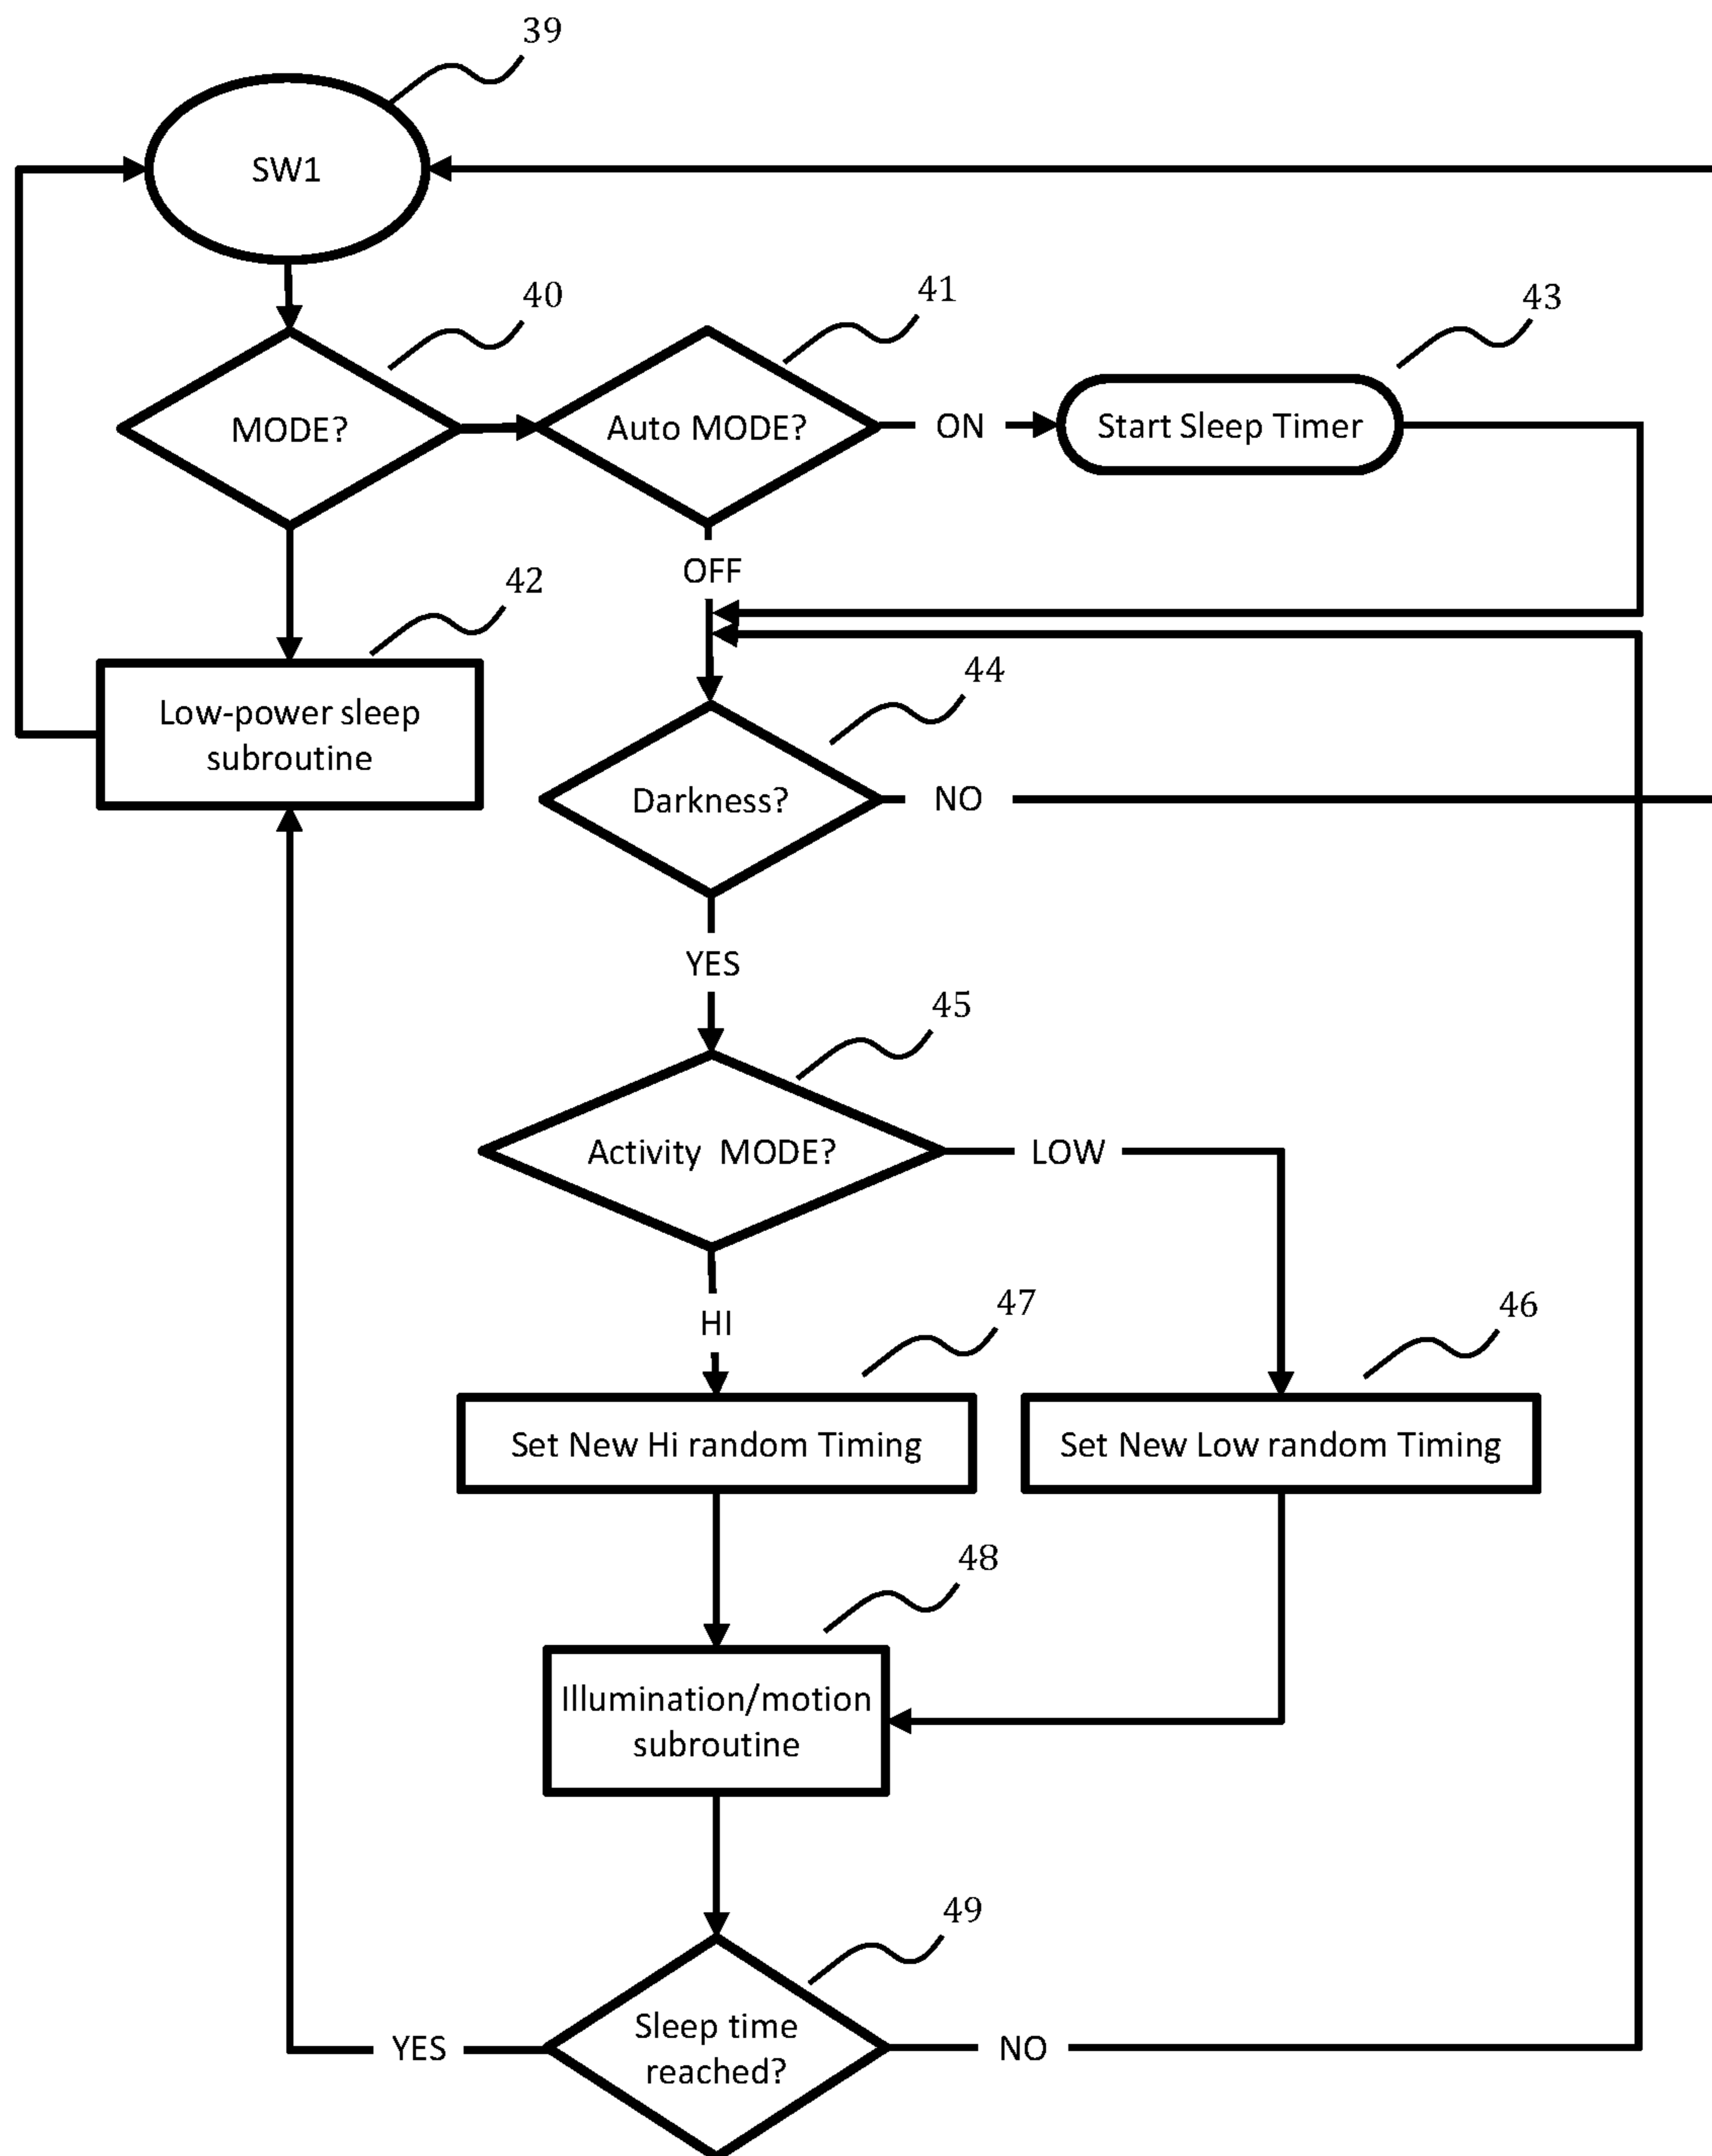 39
SW1
40
41
43
MODE?
Auto MODE?
ON
Start Sleep Timer
OFF
42
44
Low-power sleep
subroutine
Darkness?
NO
YES
45
Activity MODE?
LOW
47
46
HI
Set New Hi random Timing
Set New Low random Timing
48
Illumination/motion
subroutine
49
Sleep time
reached?
YES
NO